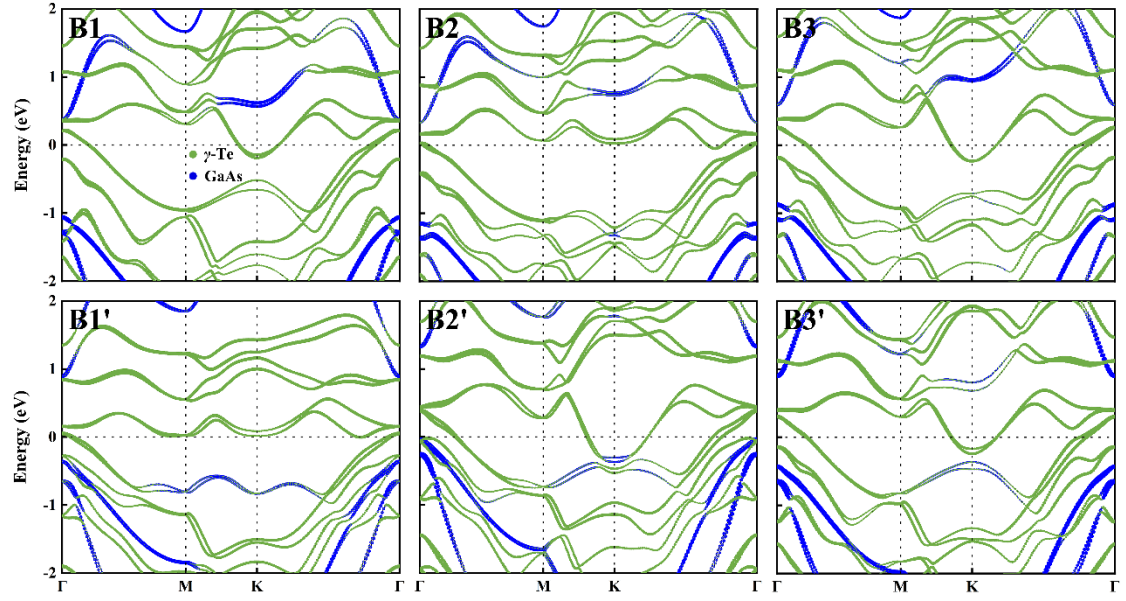 B1
B2
B3
Energy (eV)
2
1
0
-1
-2
γ-Te
GaAs
B1'
B2'
B3'
Energy (eV)
2
1
0
-1
-2
Γ M K Γ M K Γ M K Γ